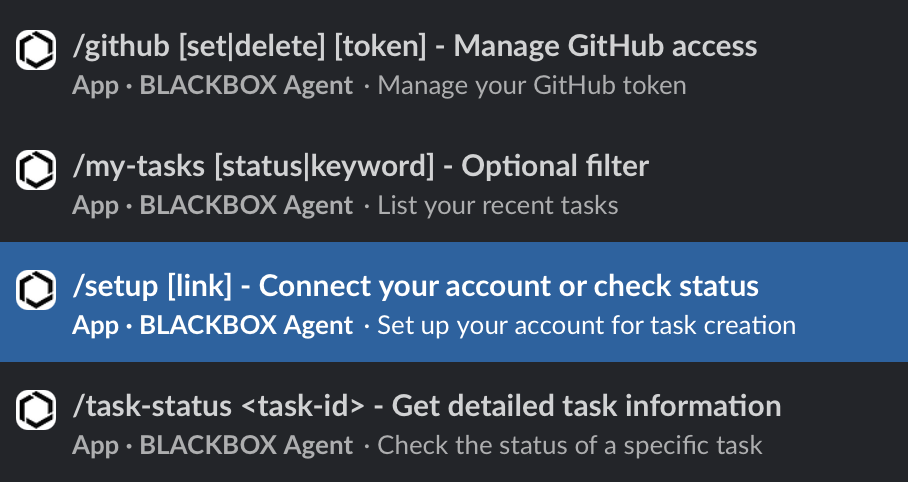 /github [set|delete] [token] - Manage GitHub access
App · BLACKBOX Agent · Manage your GitHub token
/my-tasks [status|keyword] - Optional filter
App · BLACKBOX Agent · List your recent tasks
/setup [link] - Connect your account or check status
App · BLACKBOX Agent · Set up your account for task creation
/task-status <task-id> - Get detailed task information
App · BLACKBOX Agent · Check the status of a specific task